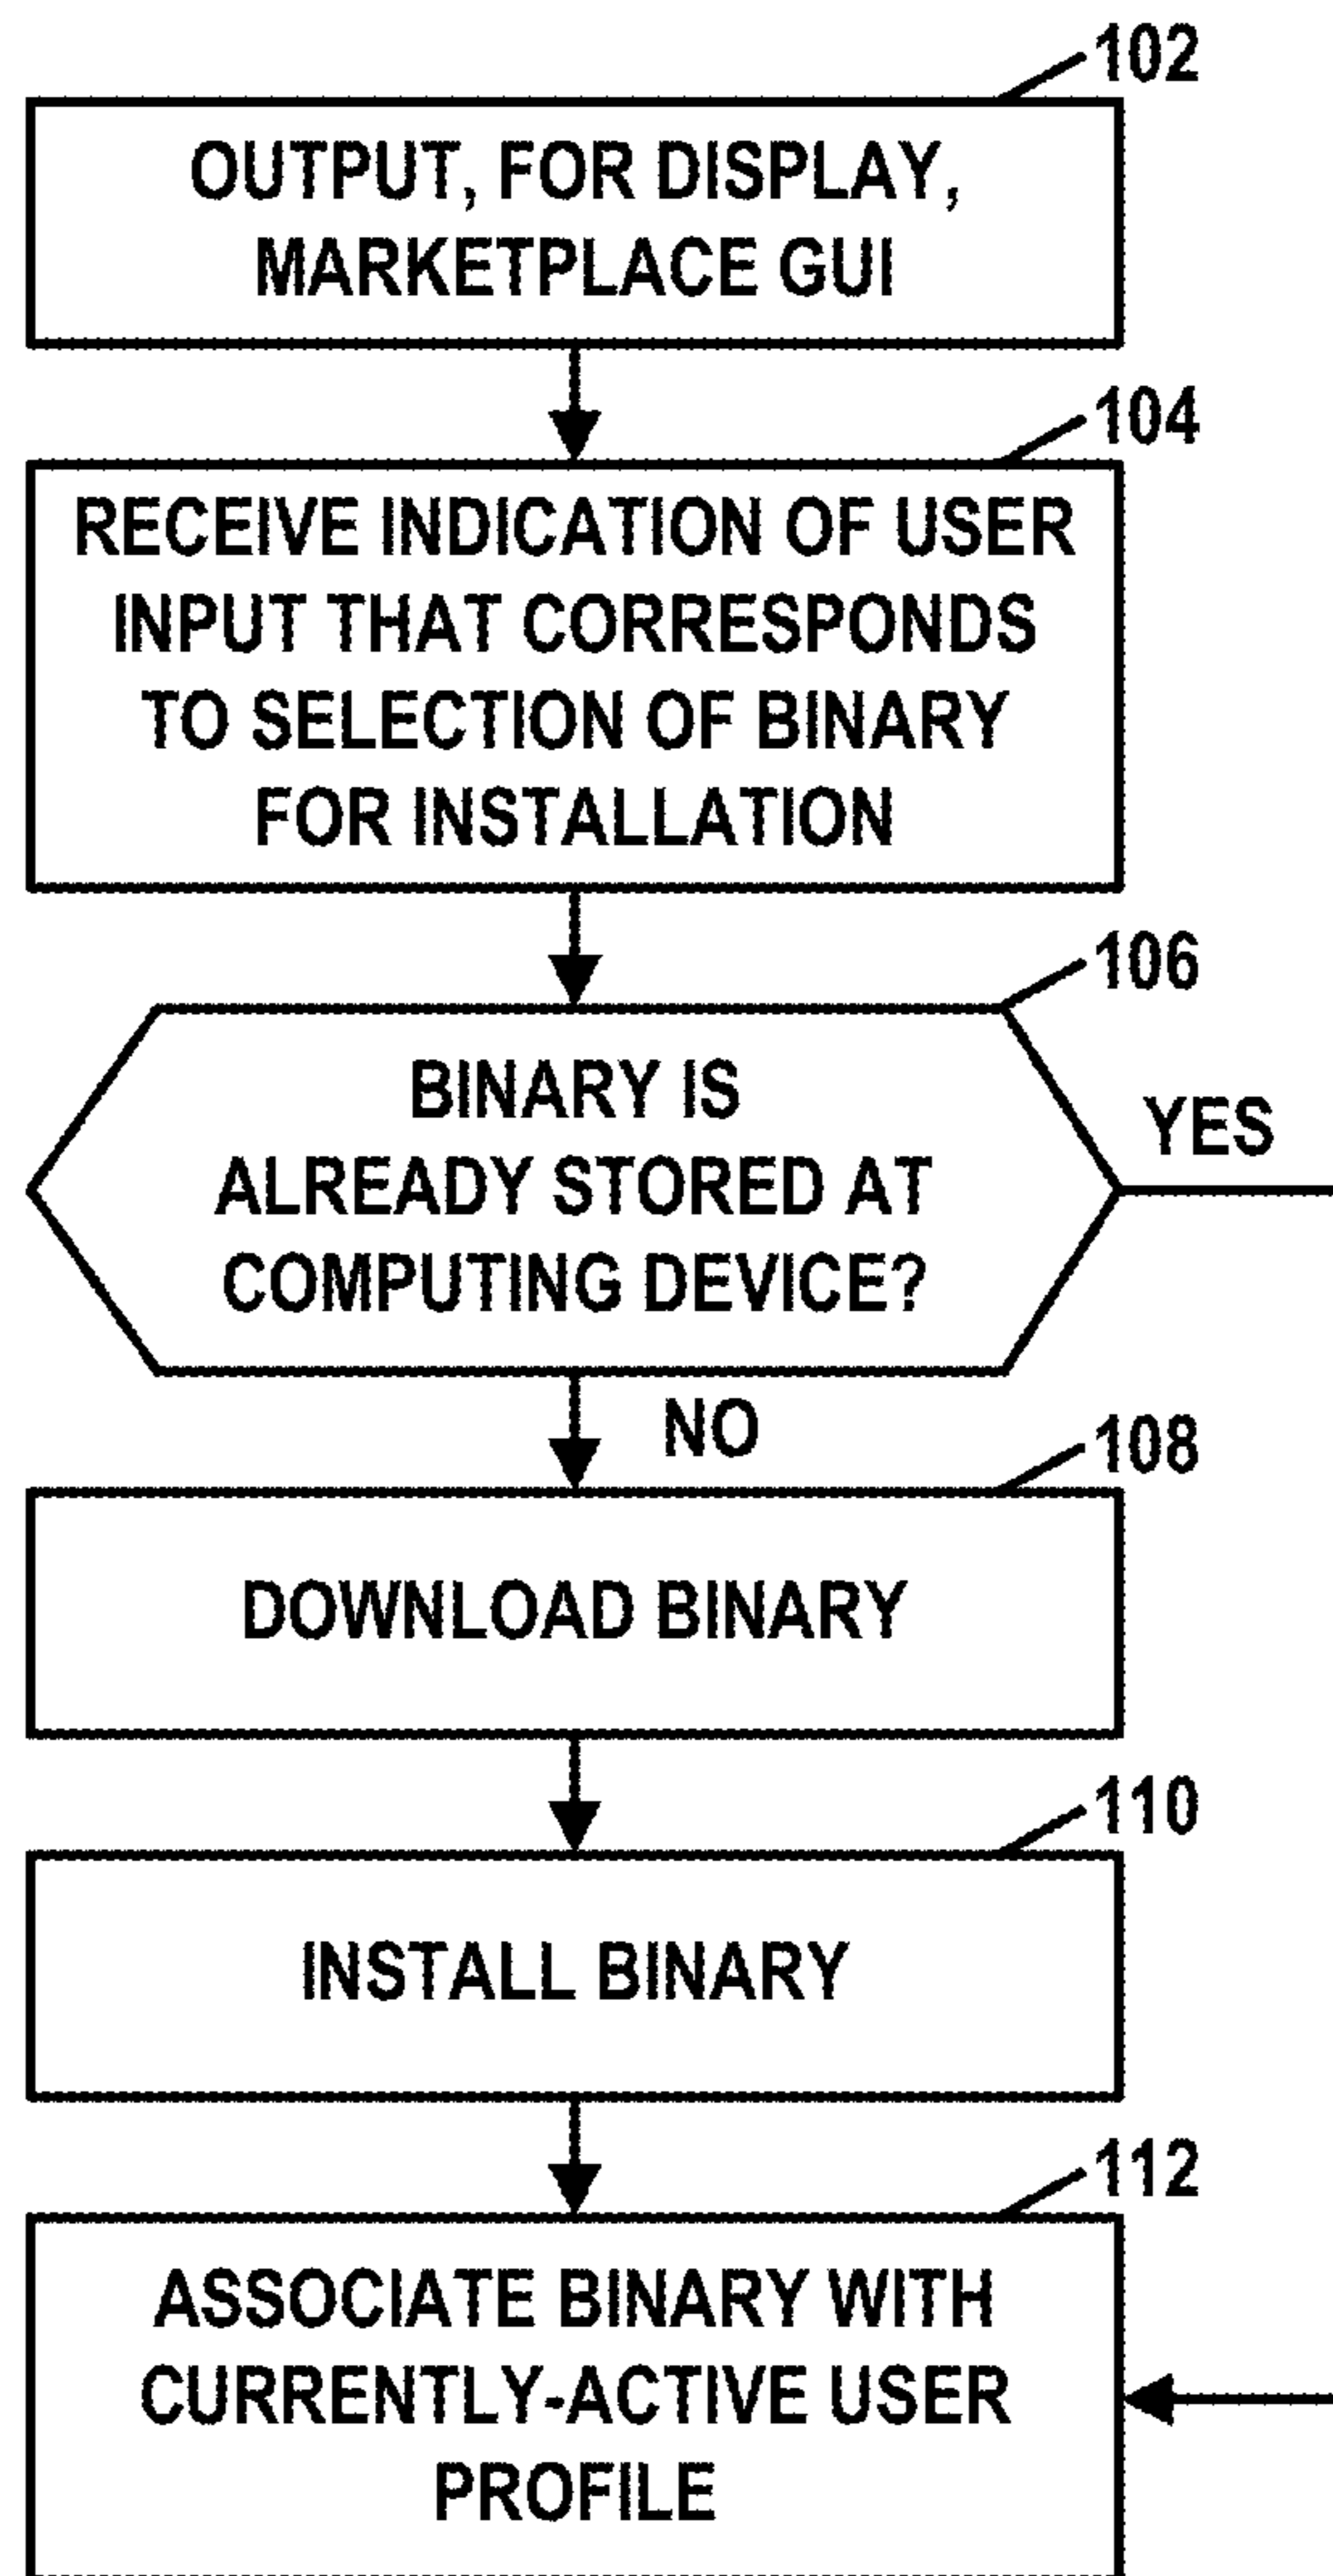 102
OUTPUT, FOR DISPLAY,
MARKETPLACE GUI
104
RECEIVE INDICATION OF USER
INPUT THAT CORRESPONDS
TO SELECTION OF BINARY
FOR INSTALLATION
106
BINARY IS
ALREADY STORED AT
COMPUTING DEVICE?
YES
NO
108
DOWNLOAD BINARY
110
INSTALL BINARY
112
ASSOCIATE BINARY WITH
CURRENTLY-ACTIVE USER
PROFILE